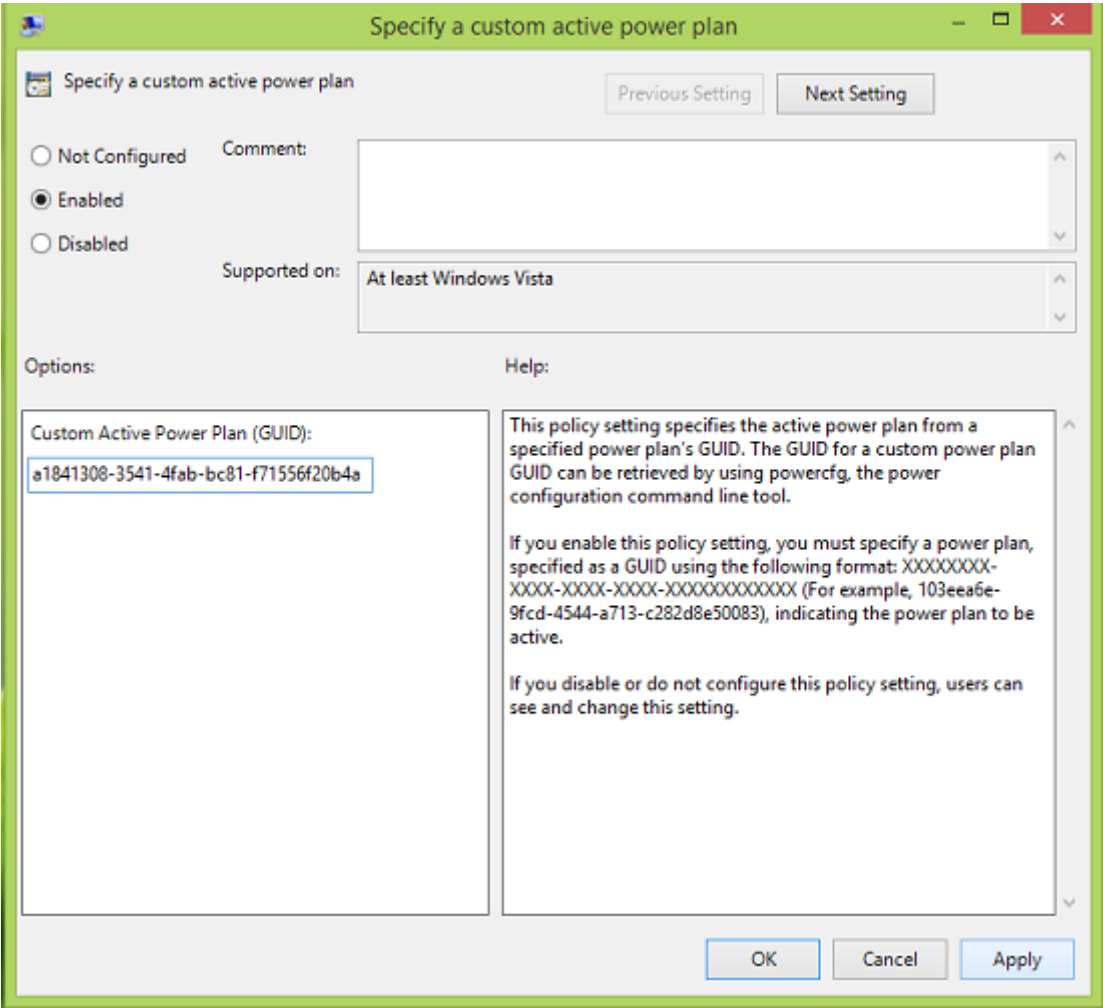 Specify a custom active power plan
Specify a custom active power plan
Previous Setting
Next Setting
Not Configured
Comment:
Enabled
Disabled
Supported on:
At least Windows Vista
Options:
Help:
Custom Active Power Plan (GUID):
a1841308-3541-4fab-bc81-f71556f20b4a
This policy setting specifies the active power plan from a
specified power plan's GUID. The GUID for a custom power plan
GUID can be retrieved by using powercfg, the power
configuration command line tool.
If you enable this policy setting, you must specify a power plan,
specified as a GUID using the following format: XXXXXXXX-
XXXX-XXXX-XXXX-XXXXXXXXXXXX (For example, 103eea6e-
9fcd-4544-a713-c282d8e50083), indicating the power plan to be
active.
If you disable or do not configure this policy setting, users can
see and change this setting.
OK
Cancel
Apply